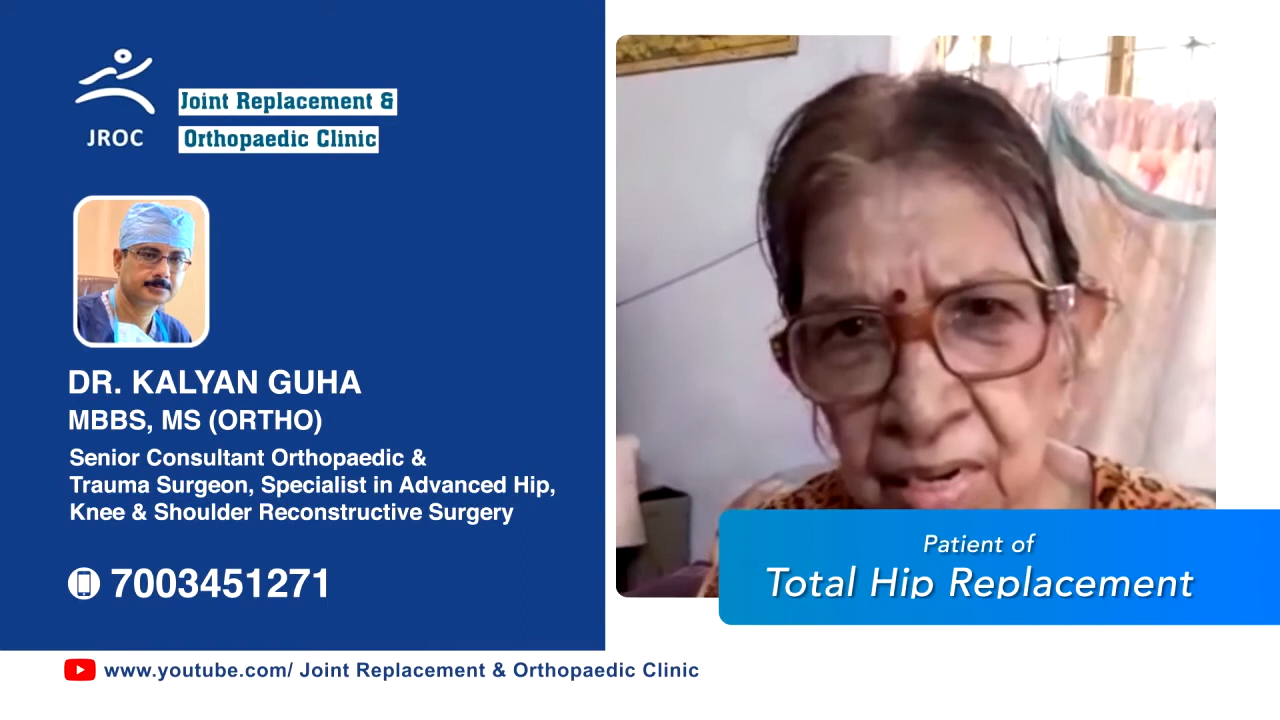 JROC
Joint Replacement &
Orthopaedic Clinic
DR. KALYAN GUHA
MBBS, MS (ORTHO)
Senior Consultant Orthopaedic &
Trauma Surgeon, Specialist in Advanced Hip,
Knee & Shoulder Reconstructive Surgery
7003451271
Patient of
Total Hip Replacement
www.youtube.com/ Joint Replacement & Orthopaedic Clinic